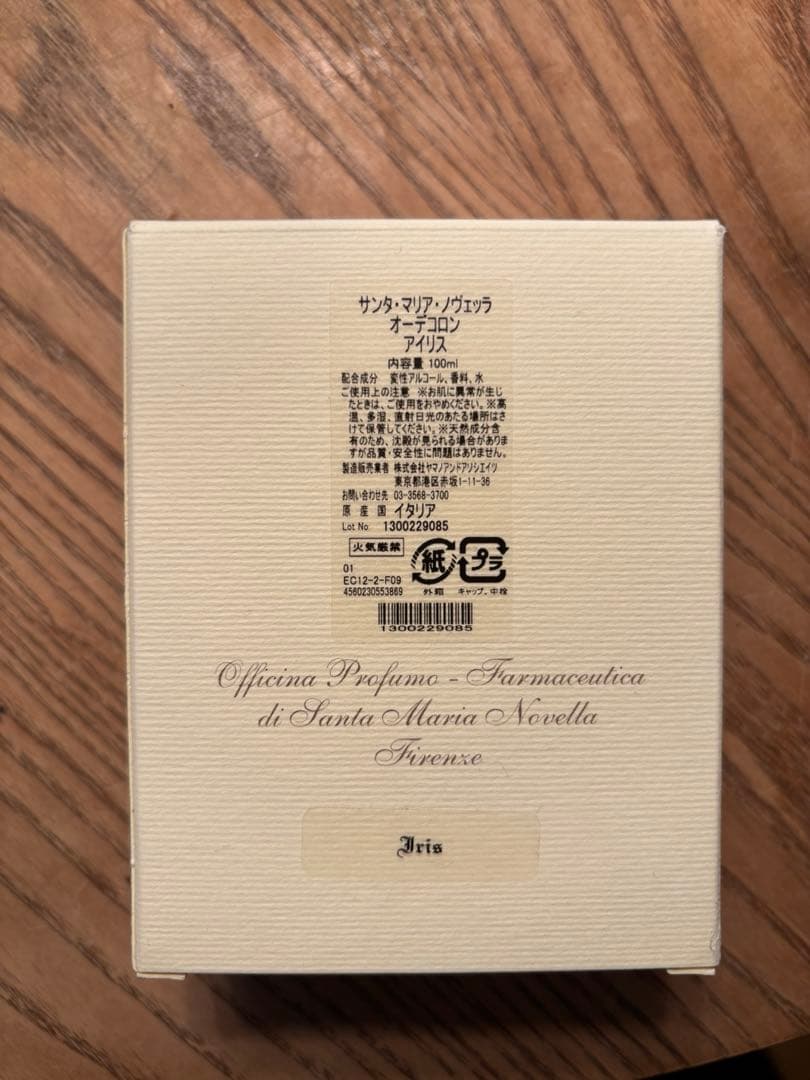 サンタ・マリア・ノヴェッラ
オーデコロン
アイリス
内容量 100ml
配合成分 変性アルコール、香料、水
ご使用上の注意 ※お肌に異常が生じ
たときは、ご使用をおやめください。※高
温、多湿、直射日光のあたる場所はさ
けて保管してください。※天然成分含
有のため、沈殿が見られる場合がありま
すが品質・安全性に問題はありません。
製造販売業者 株式会社ヤマノアンドアソシエイツ
東京都港区赤坂1-11-36
お問い合わせ先 03-3568-3700
原産国 イタリア
Lot No. 1300229085
火気厳禁
紙 プラ
01
EC12-2-F09
4560230553869 外箱 キャップ、中栓
1300229085
Officina Profumo - Farmaceutica
di Santa Maria Novella
Firenze
Iris